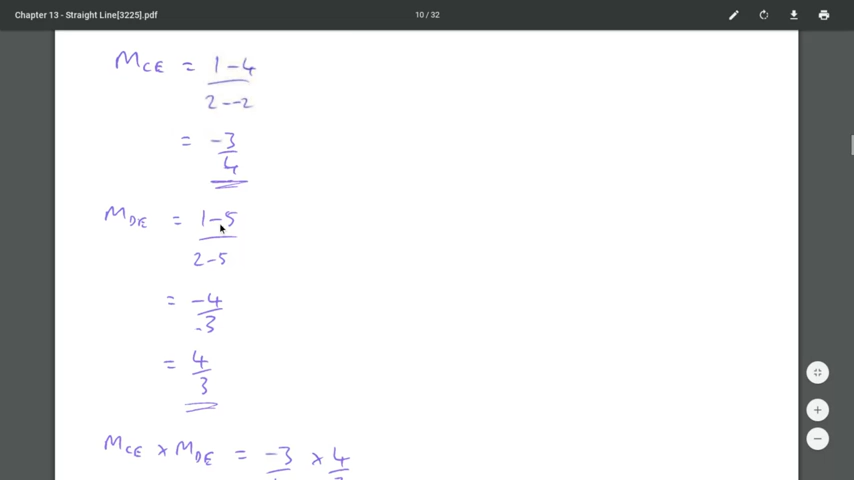 Chapter 13 - Straight Line[3225].pdf
10 / 32
M_CE = 1-4
2--2
= -3
4
M_DE = 1-5
2-5
= -4
-3
= 4
3
M_CE × M_DE = -3 × 4